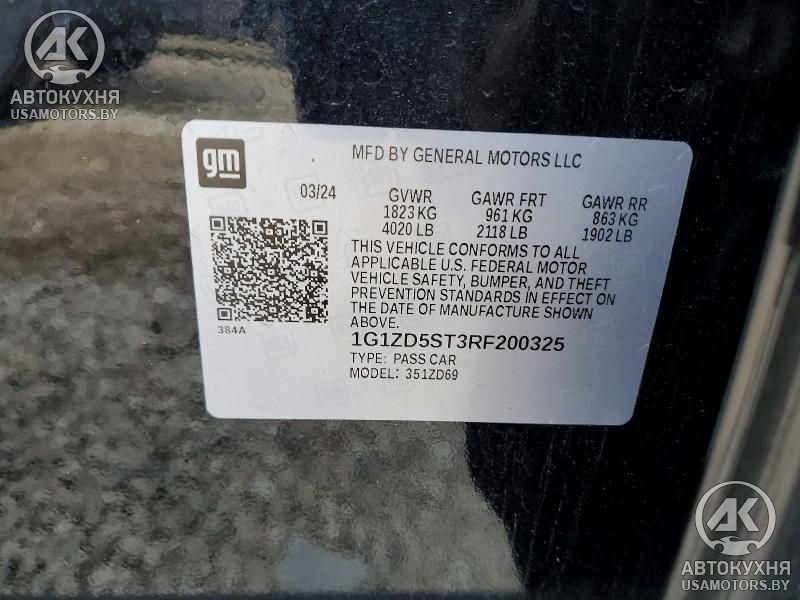 AK
АВТОКУХНЯ
USAMOTORS.BY
gm
MFD BY GENERAL MOTORS LLC
03/24 GVWR GAWR FRT GAWR RR
1823 KG 961 KG 863 KG
4020 LB 2118 LB 1902 LB
THIS VEHICLE CONFORMS TO ALL
APPLICABLE U.S. FEDERAL MOTOR
VEHICLE SAFETY, BUMPER, AND THEFT
PREVENTION STANDARDS IN EFFECT ON
THE DATE OF MANUFACTURE SHOWN
ABOVE.
384A
1G1ZD5ST3RF200325
TYPE: PASS CAR
MODEL: 351ZD69
AK
АВТОКУХНЯ
USAMOTORS.BY